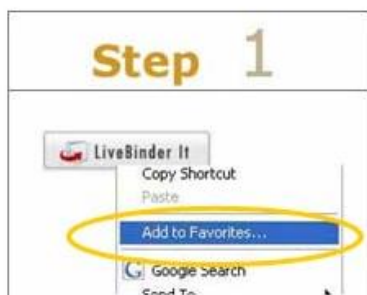 Step 1
LiveBinder It
Copy Shortcut
Paste
Add to Favorites...
G Google Search
Send To